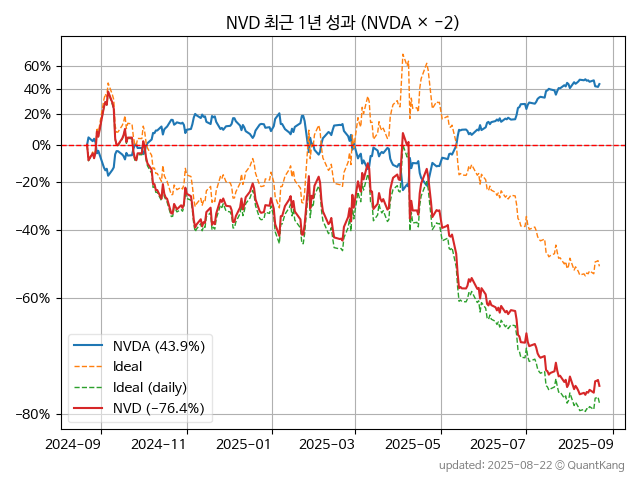 NVD 최근 1년 성과 (NVDA × −2)
60%
40%
20%
0%
−20%
−40%
−60%
−80%
NVDA (43.9%)
Ideal
Ideal (daily)
NVD (−76.4%)
2024-09
2024-11
2025-01
2025-03
2025-05
2025-07
2025-09
updated: 2025-08-22 © QuantKang